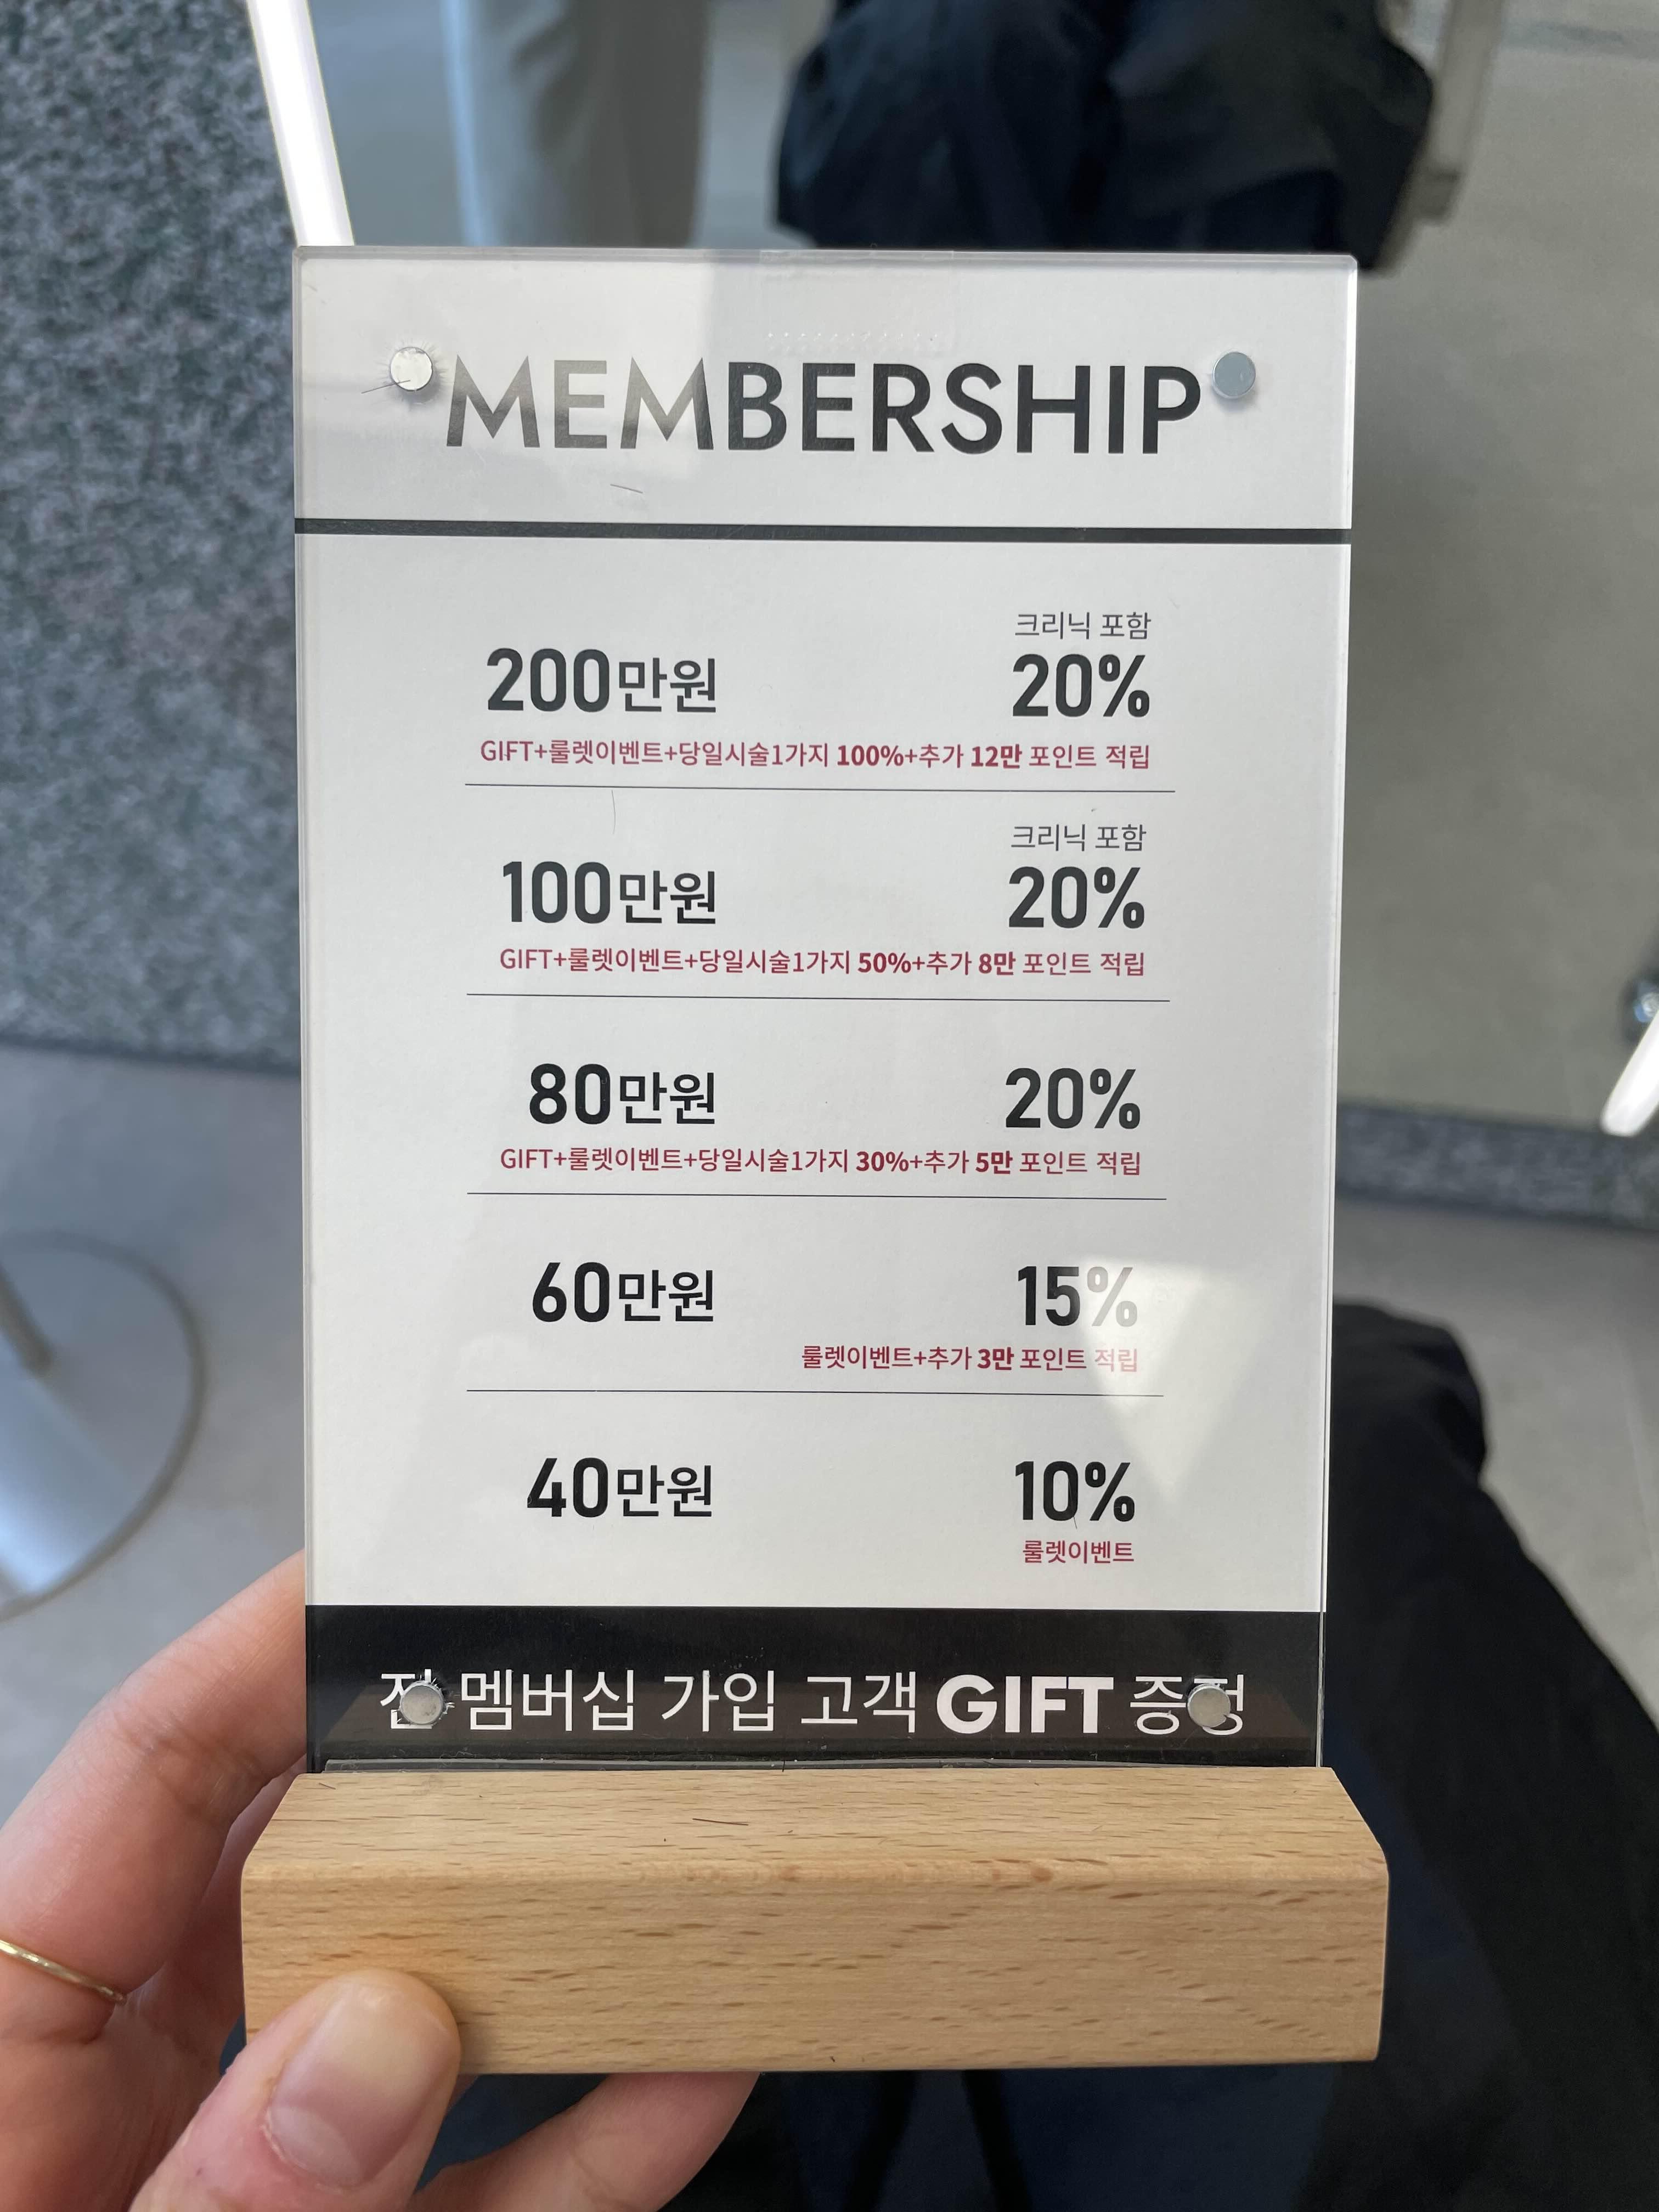 MEMBERSHIP
크리닉 포함
200만원 20%
GIFT+룰렛이벤트+당일시술1가지 100%+추가 12만 포인트 적립
크리닉 포함
100만원 20%
GIFT+룰렛이벤트+당일시술1가지 50%+추가 8만 포인트 적립
80만원 20%
GIFT+룰렛이벤트+당일시술1가지 30%+추가 5만 포인트 적립
60만원 15%
룰렛이벤트+추가 3만 포인트 적립
40만원 10%
룰렛이벤트
전 멤버십 가입 고객 GIFT 증정